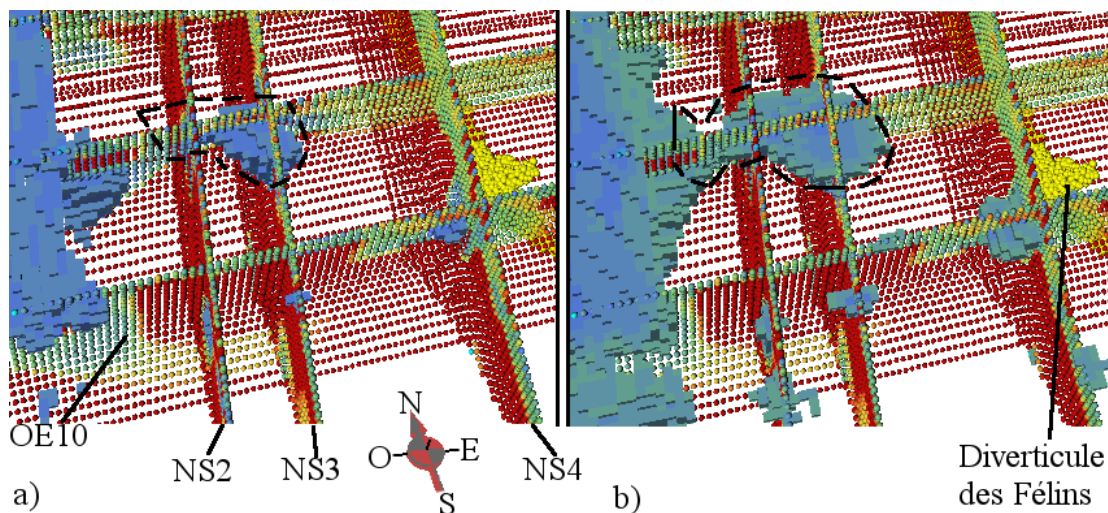 OE10
NS2
NS3
N
O
E
S
NS4
a)
b)
Diverticule
des Félins